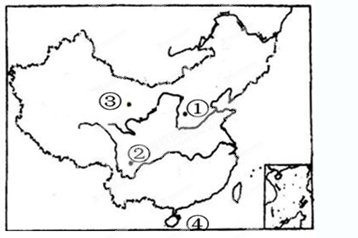 ③
①
②
④